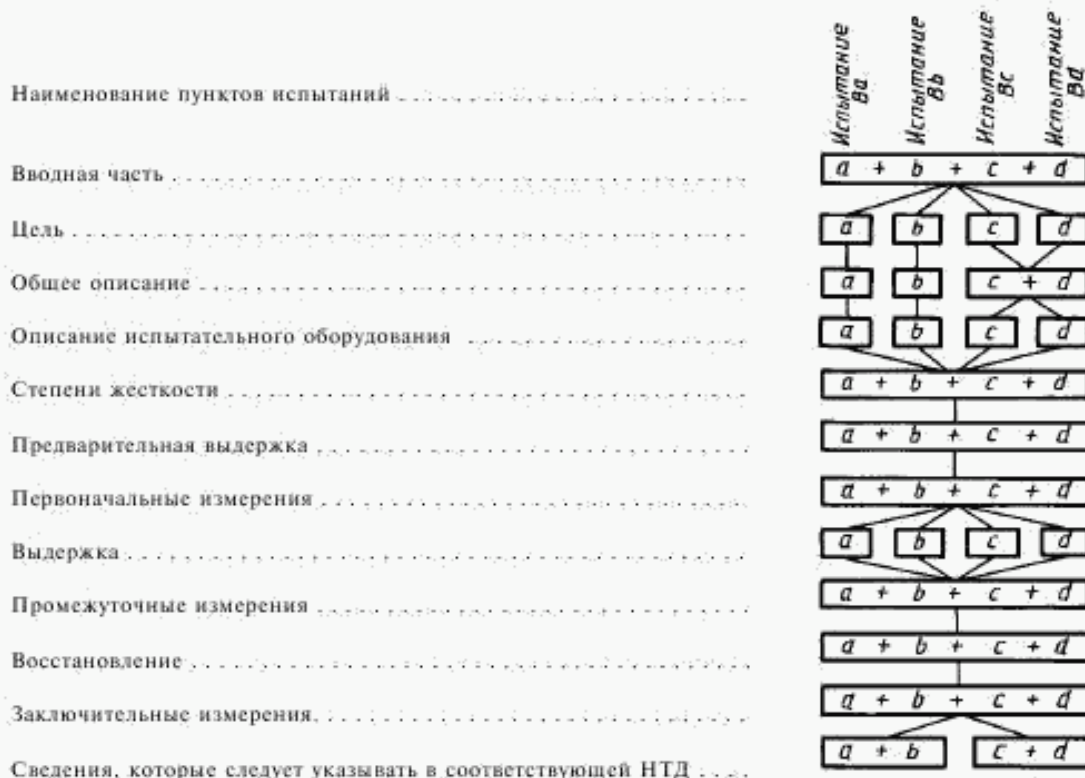 Испытание Ba
Испытание Bb
Испытание Bc
Испытание Bd
Наименование пунктов испытаний
Вводная часть
a + b + c + d
Цель
a b c d
Общее описание
a b c + d
Описание испытательного оборудования
a b c d
Степени жесткости
a + b + c + d
Предварительная выдержка
a + b + c + d
Первоначальные измерения
a + b + c + d
Выдержка
a b c d
Промежуточные измерения
a + b + c + d
Восстановление
a + b + c + d
Заключительные измерения
a + b + c + d
Сведения, которые следует указывать в соответствующей НТД
a + b c + d